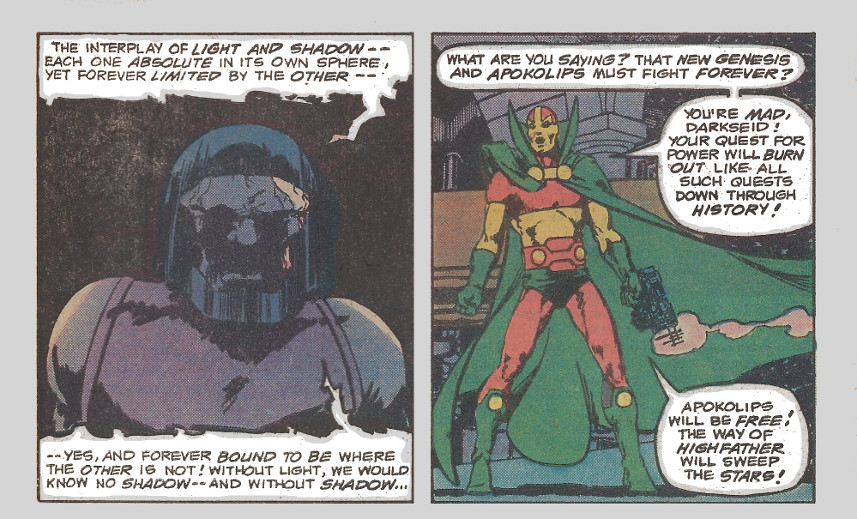 THE INTERPLAY OF LIGHT AND SHADOW--
EACH ONE ABSOLUTE IN ITS OWN SPHERE,
YET FOREVER LIMITED BY THE OTHER--
--YES, AND FOREVER BOUND TO BE WHERE
THE OTHER IS NOT! WITHOUT LIGHT, WE WOULD
KNOW NO SHADOW--AND WITHOUT SHADOW...
WHAT ARE YOU SAYING? THAT NEW GENESIS
AND APOKOLIPS MUST FIGHT FOREVER?
YOU'RE MAD,
DARKSEID!
YOUR QUEST FOR
POWER WILL BURN
OUT LIKE ALL
SUCH QUESTS
DOWN THROUGH
HISTORY!
APOKOLIPS
WILL BE FREE!
THE WAY OF
HIGHFATHER
WILL SWEEP
THE STARS!